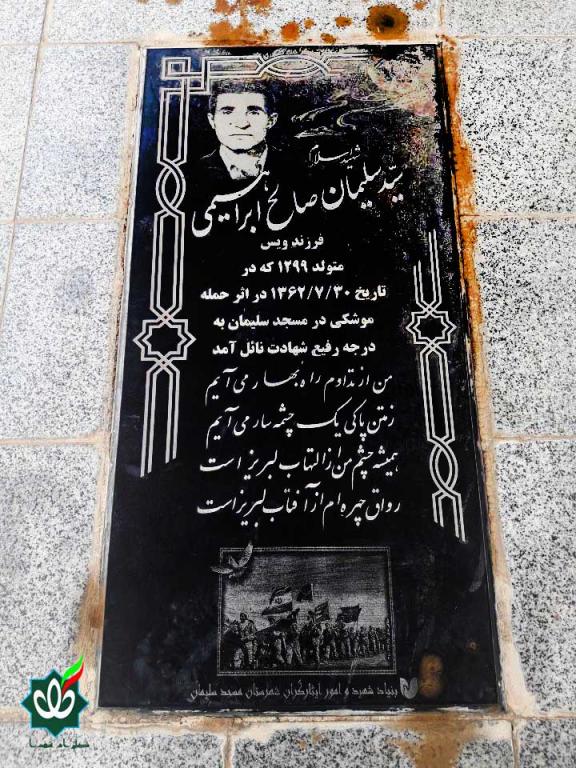 شهید اسلام
سید سلیمان صالح ابراهیمی
فرزند ویس
متولد ۱۲۹۹ که در
تاریخ ۱۳۶۲/۷/۳۰ در اثر حمله
موشکی در مسجد سلیمان به
درجه رفیع شهادت نائل آمد
من از تداوم راه بهار می آیم
زمتن پاکی یک چشمه سار می آیم
همیشه چشم من از التهاب لبریز است
رواق چهره ام از آفتاب لبریز است
بنیاد شهید و امور ایثارگران شهرستان مسجد سلیمان